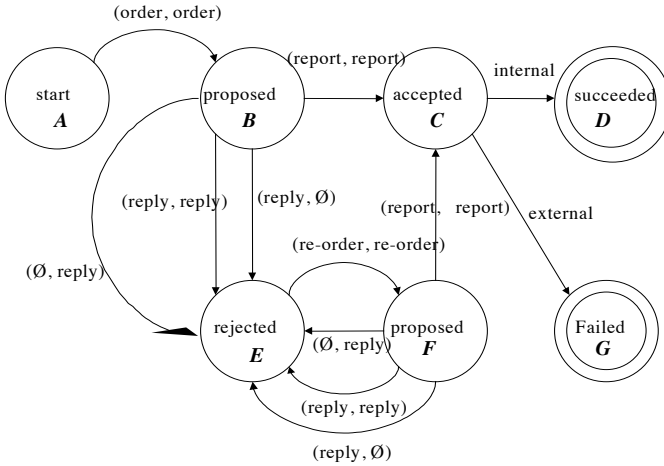 (order, order)
(report, report)
internal
start
A
proposed
B
accepted
C
succeeded
D
(reply, reply)
(reply, Ø)
(report, report)
external
(re-order, re-order)
(Ø, reply)
rejected
E
(Ø, reply)
proposed
F
Failed
G
(reply, reply)
(reply, Ø)